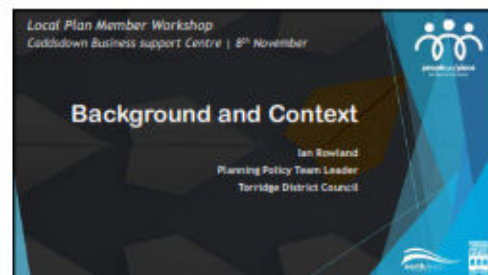 Local Plan Member Workshop
Caddsdown Business support Centre | 8th November
Background and Context
Ian Rowland
Planning Policy Team Leader
Torridge District Council